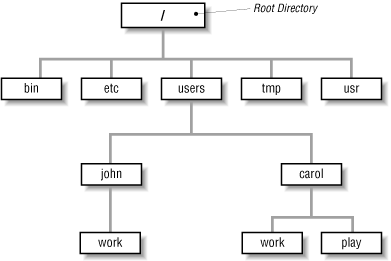 / Root Directory
bin etc users tmp usr
john carol
work work play